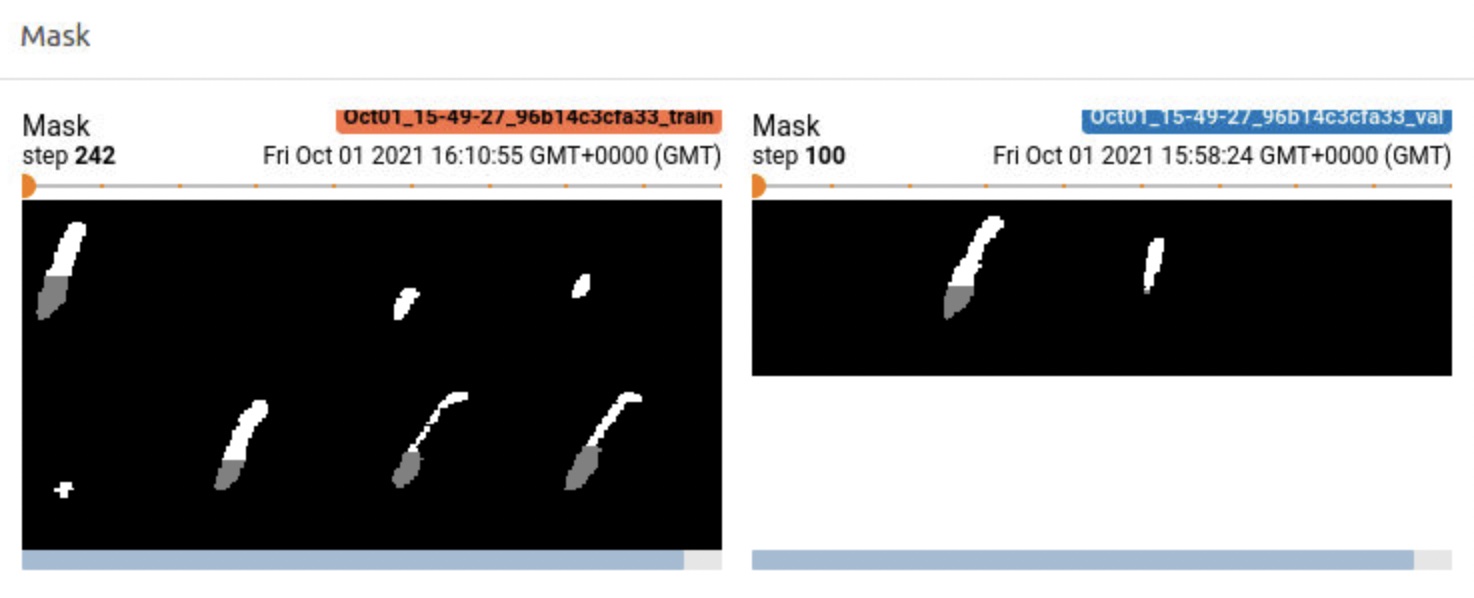 Mask
Mask
Oct01_15-49-27_96b14c3cfa33_train
step 242
Fri Oct 01 2021 16:10:55 GMT+0000 (GMT)
Mask
Oct01_15-49-27_96b14c3cfa33_val
step 100
Fri Oct 01 2021 15:58:24 GMT+0000 (GMT)